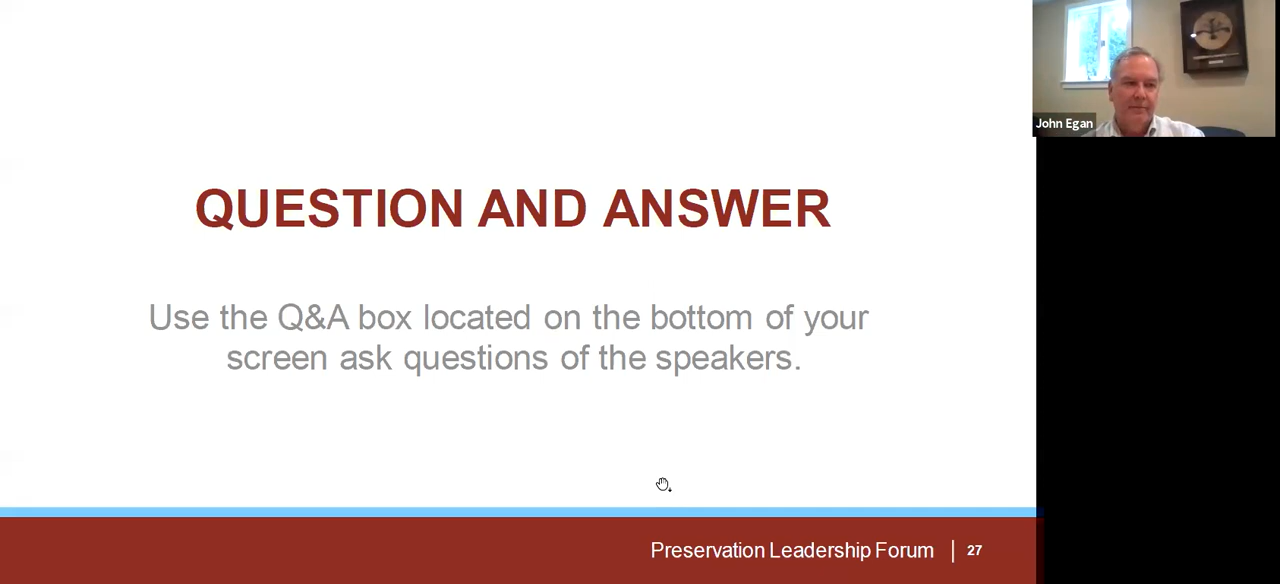 QUESTION AND ANSWER
Use the Q&A box located on the bottom of your
screen ask questions of the speakers.
Preservation Leadership Forum | 27
John Egan